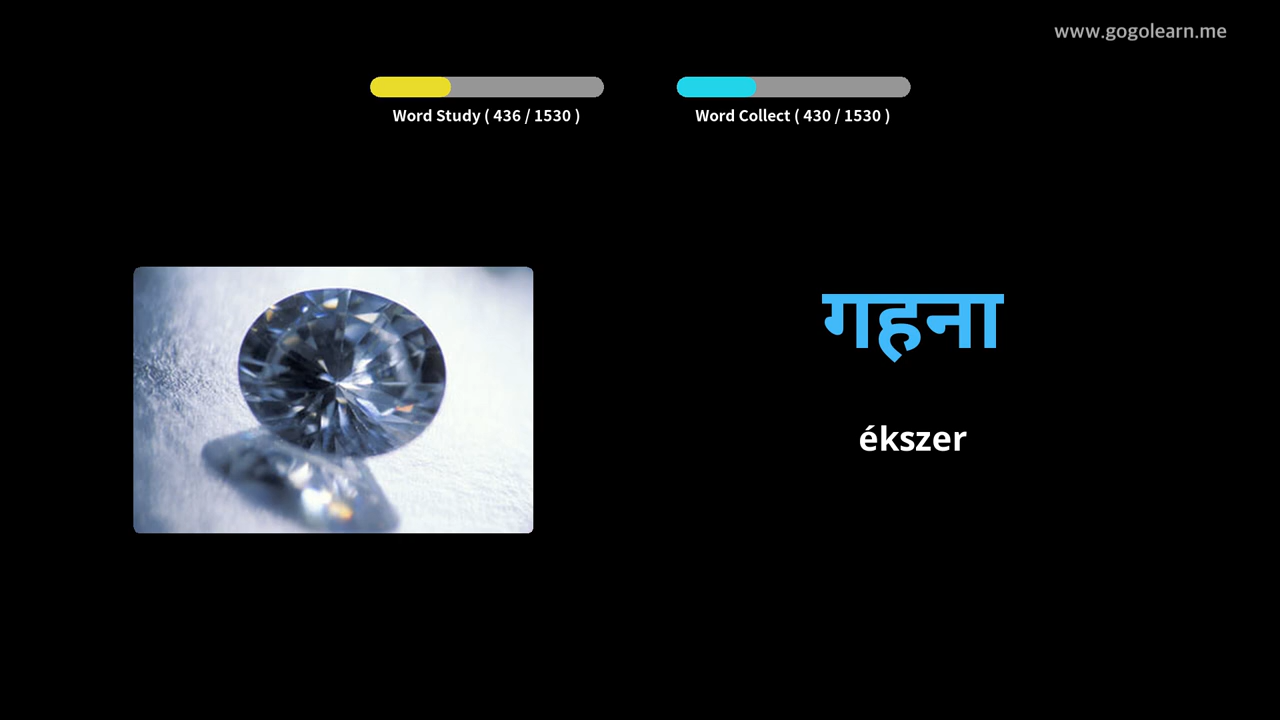 www.gogolearn.me
Word Study ( 436 / 1530 )
Word Collect ( 430 / 1530 )
गहना
ékszer